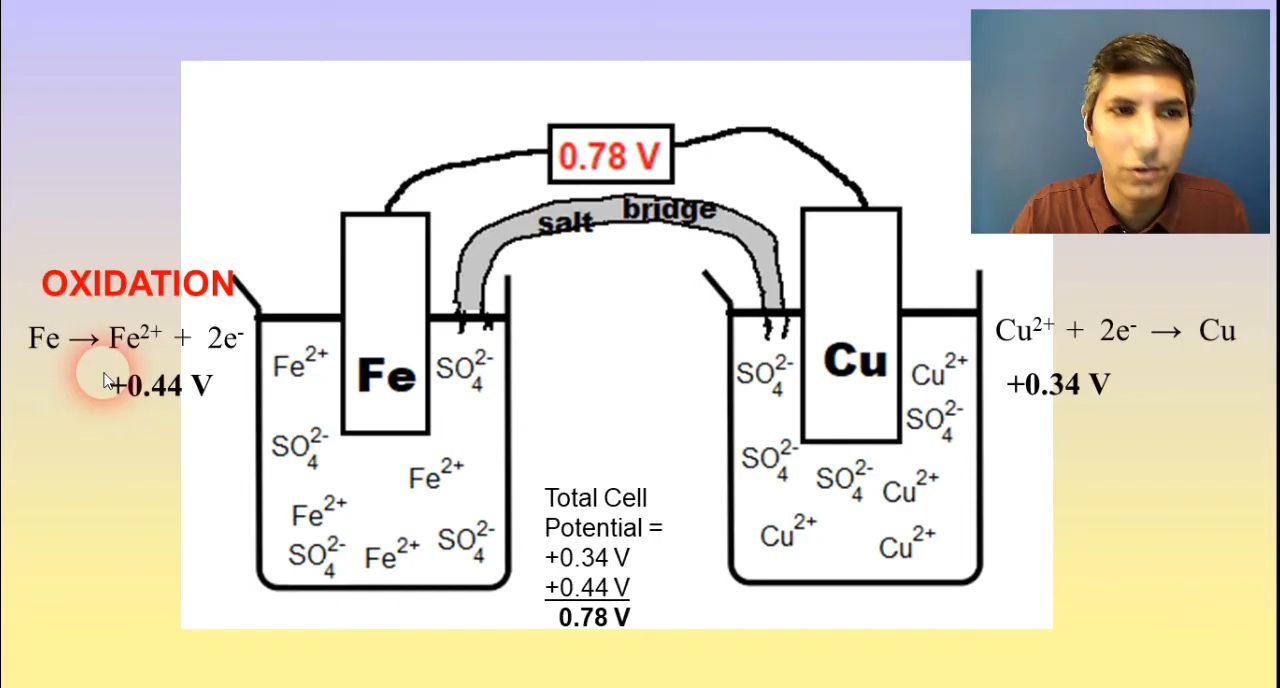 0.78 V
salt bridge
OXIDATION
Fe → Fe²⁺ + 2e⁻
+0.44 V
Cu²⁺ + 2e⁻ → Cu
+0.34 V
Fe²⁺
Fe
SO₄²⁻
SO₄²⁻
Fe²⁺
Fe²⁺
SO₄²⁻
Fe²⁺
SO₄²⁻
Total Cell
Potential =
+0.34 V
+0.44 V
0.78 V
SO₄²⁻
Cu
Cu²⁺
SO₄²⁻
SO₄²⁻
SO₄²⁻
Cu²⁺
Cu²⁺
Cu²⁺